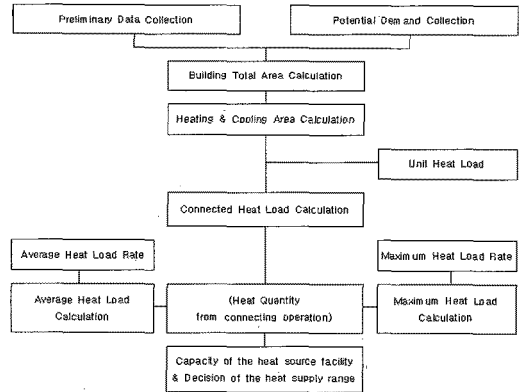 Preliminary Data Collection
Potential Demand Collection
Building Total Area Calculation
Heating & Cooling Area Calculation
Unit Heat Load
Connected Heat Load Calculation
Average Heat Load Rate
Maximum Heat Load Rate
Average Heat Load
Calculation
(Heat Quantity
from connecting operation)
Maximum Heat Load
Calculation
Capacity of the heat source facility
& Decision of the heat supply range